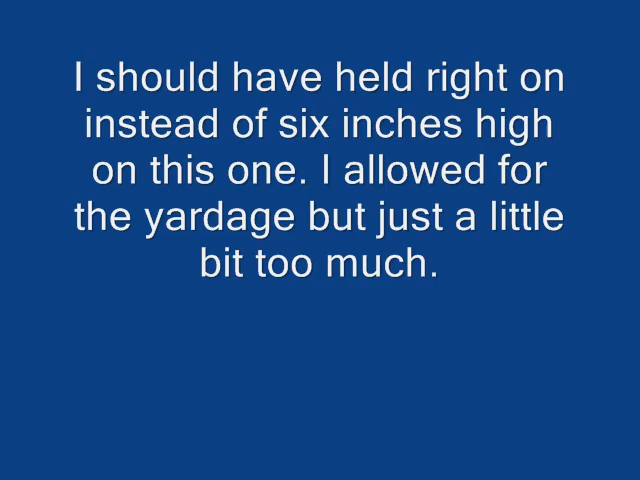 I should have held right on
instead of six inches high
on this one. I allowed for
the yardage but just a little
bit too much.